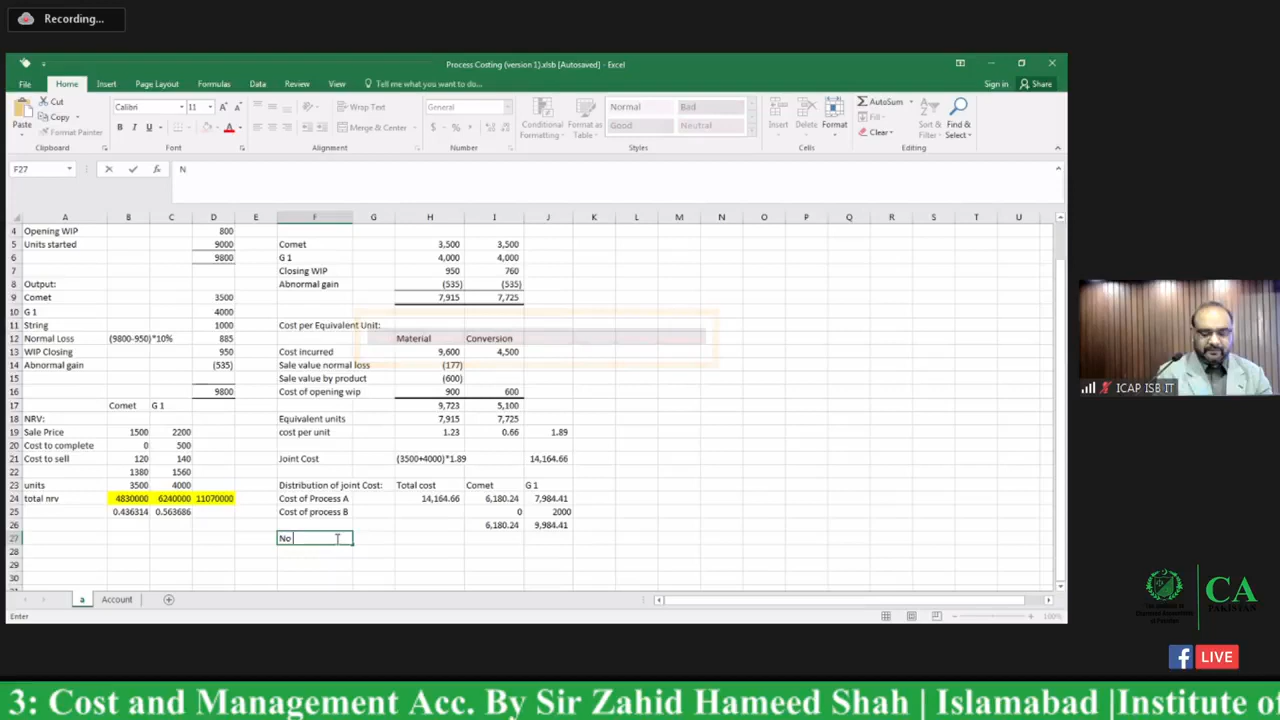 Recording...
Process Costing (version 1).xlsb [Autosaved] - Excel
File Home Insert Page Layout Formulas Data Review View Tell me what you want to do... Sign in Share
Cut Calibri 11 Wrap Text General Normal Bad AutoSum
Paste Copy Conditional Format as Insert Delete Format Fill Sort & Find &
Format Painter Merge & Center Formatting Table Good Neutral Clear Filter Select
Clipboard Font Alignment Number Styles Cells Editing
F27 N
A B C D E F G H I J K L M N O P Q R S T U
4 Opening WIP 800
5 Units started 9000 Comet 3,500 3,500
6 9800 G 1 4,000 4,000
7 Closing WIP 950 760
8 Output: Abnormal gain (535) (535)
9 Comet 3500 7,915 7,725
10 G 1 4000
11 String 1000 Cost per Equivalent Unit:
12 Normal Loss (9800-950)*10% 885 Material Conversion
13 WIP Closing 950 Cost incurred 9,600 4,500
14 Abnormal gain (535) Sale value normal loss (177)
15 Sale value by product (600)
16 9800 Cost of opening wip 900 600
17 Comet G 1 9,723 5,100
18 NRV: Equivalent units 7,915 7,725
19 Sale Price 1500 2200 cost per unit 1.23 0.66 1.89
20 Cost to complete 0 500
21 Cost to sell 120 140 Joint Cost (3500+4000)*1.89 14,164.66
22 1380 1560
23 units 3500 4000 Distribution of joint Cost: Total cost Comet G 1
24 total nrv 4830000 6240000 11070000 Cost of Process A 14,164.66 6,180.24 7,984.41
25 0.436314 0.563686 Cost of process B 0 2000
26 6,180.24 9,984.41
27 No
28
29
30
a Account
Enter 100%
ICAP ISB IT
CA
PAKISTAN
LIVE
3: Cost and Management Acc. By Sir Zahid Hameed Shah | Islamabad |Institute of